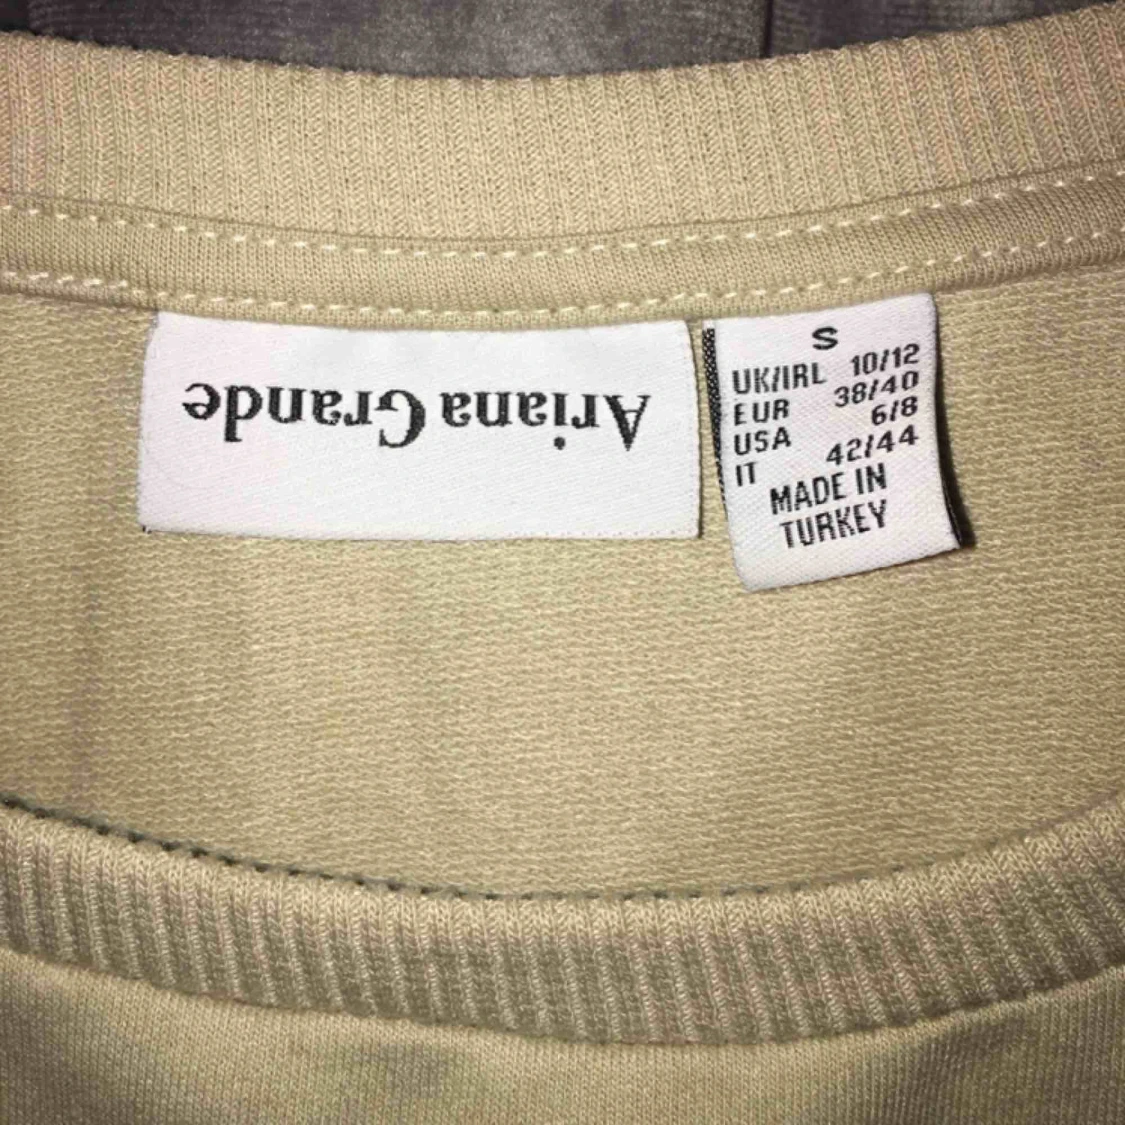 Ariana Grande
S
UK/IRL 10/12
EUR 38/40
USA 6/8
IT 42/44
MADE IN
TURKEY